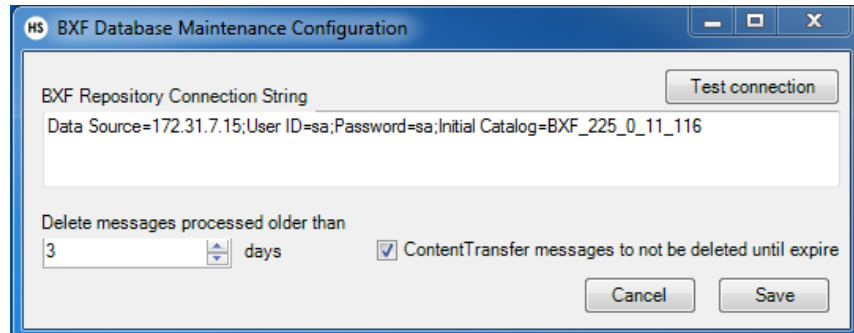 HS BXF Database Maintenance Configuration
Test connection
BXF Repository Connection String
Data Source=172.31.7.15;User ID=sa;Password=sa;Initial Catalog=BXF_225_0_11_116
Delete messages processed older than
3 days ContentTransfer messages to not be deleted until expire
Cancel Save